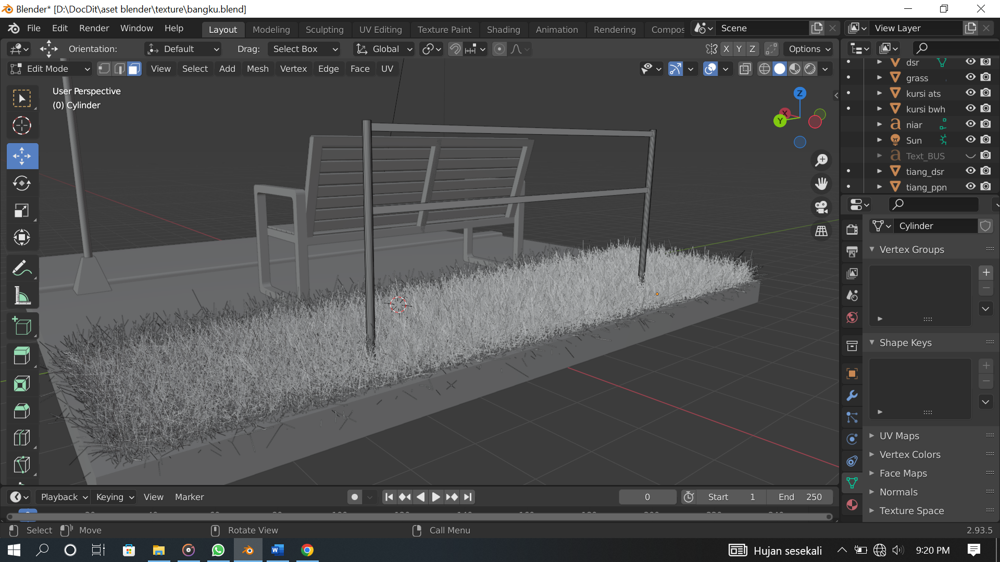 Blender* [D:\DocDit\aset blender\texture\bangku.blend]
File Edit Render Window Help Layout Modeling Sculpting UV Editing Texture Paint Shading Animation Rendering Compos Scene View Layer
Orientation: Default Drag: Select Box Global X Y Z Options
Edit Mode View Select Add Mesh Vertex Edge Face UV
User Perspective
(0) Cylinder
Z
X
Y
dsr
grass
kursi ats
kursi bwh
niar
Sun
Text_BUS
tiang_dsr
tiang_ppn
Cylinder
Vertex Groups
Shape Keys
UV Maps
Vertex Colors
Face Maps
Normals
Texture Space
Playback Keying View Marker 0 Start 1 End 250
Select Move Rotate View Call Menu 2.93.5
Hujan sesekali 9:20 PM